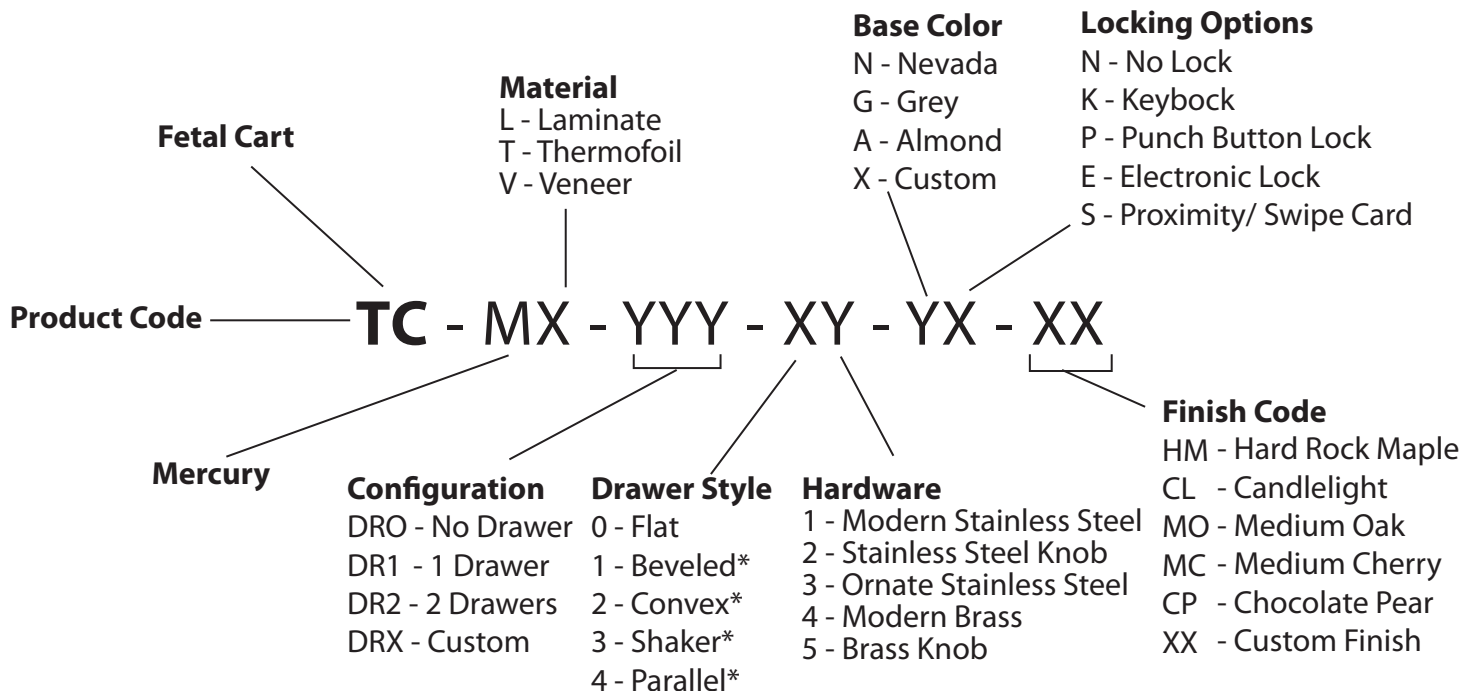 Base Color
N - Nevada
G - Grey
A - Almond
X - Custom
Locking Options
N - No Lock
K - Keybock
P - Punch Button Lock
E - Electronic Lock
S - Proximity/ Swipe Card
Material
L - Laminate
T - Thermofoil
V - Veneer
Fetal Cart
Product Code
TC - MX - YYY - XY - YX - XX
Mercury
Configuration
DRO - No Drawer
DR1 - 1 Drawer
DR2 - 2 Drawers
DRX - Custom
Drawer Style
0 - Flat
1 - Beveled*
2 - Convex*
3 - Shaker*
4 - Parallel*
Hardware
1 - Modern Stainless Steel
2 - Stainless Steel Knob
3 - Ornate Stainless Steel
4 - Modern Brass
5 - Brass Knob
Finish Code
HM - Hard Rock Maple
CL - Candlelight
MO - Medium Oak
MC - Medium Cherry
CP - Chocolate Pear
XX - Custom Finish